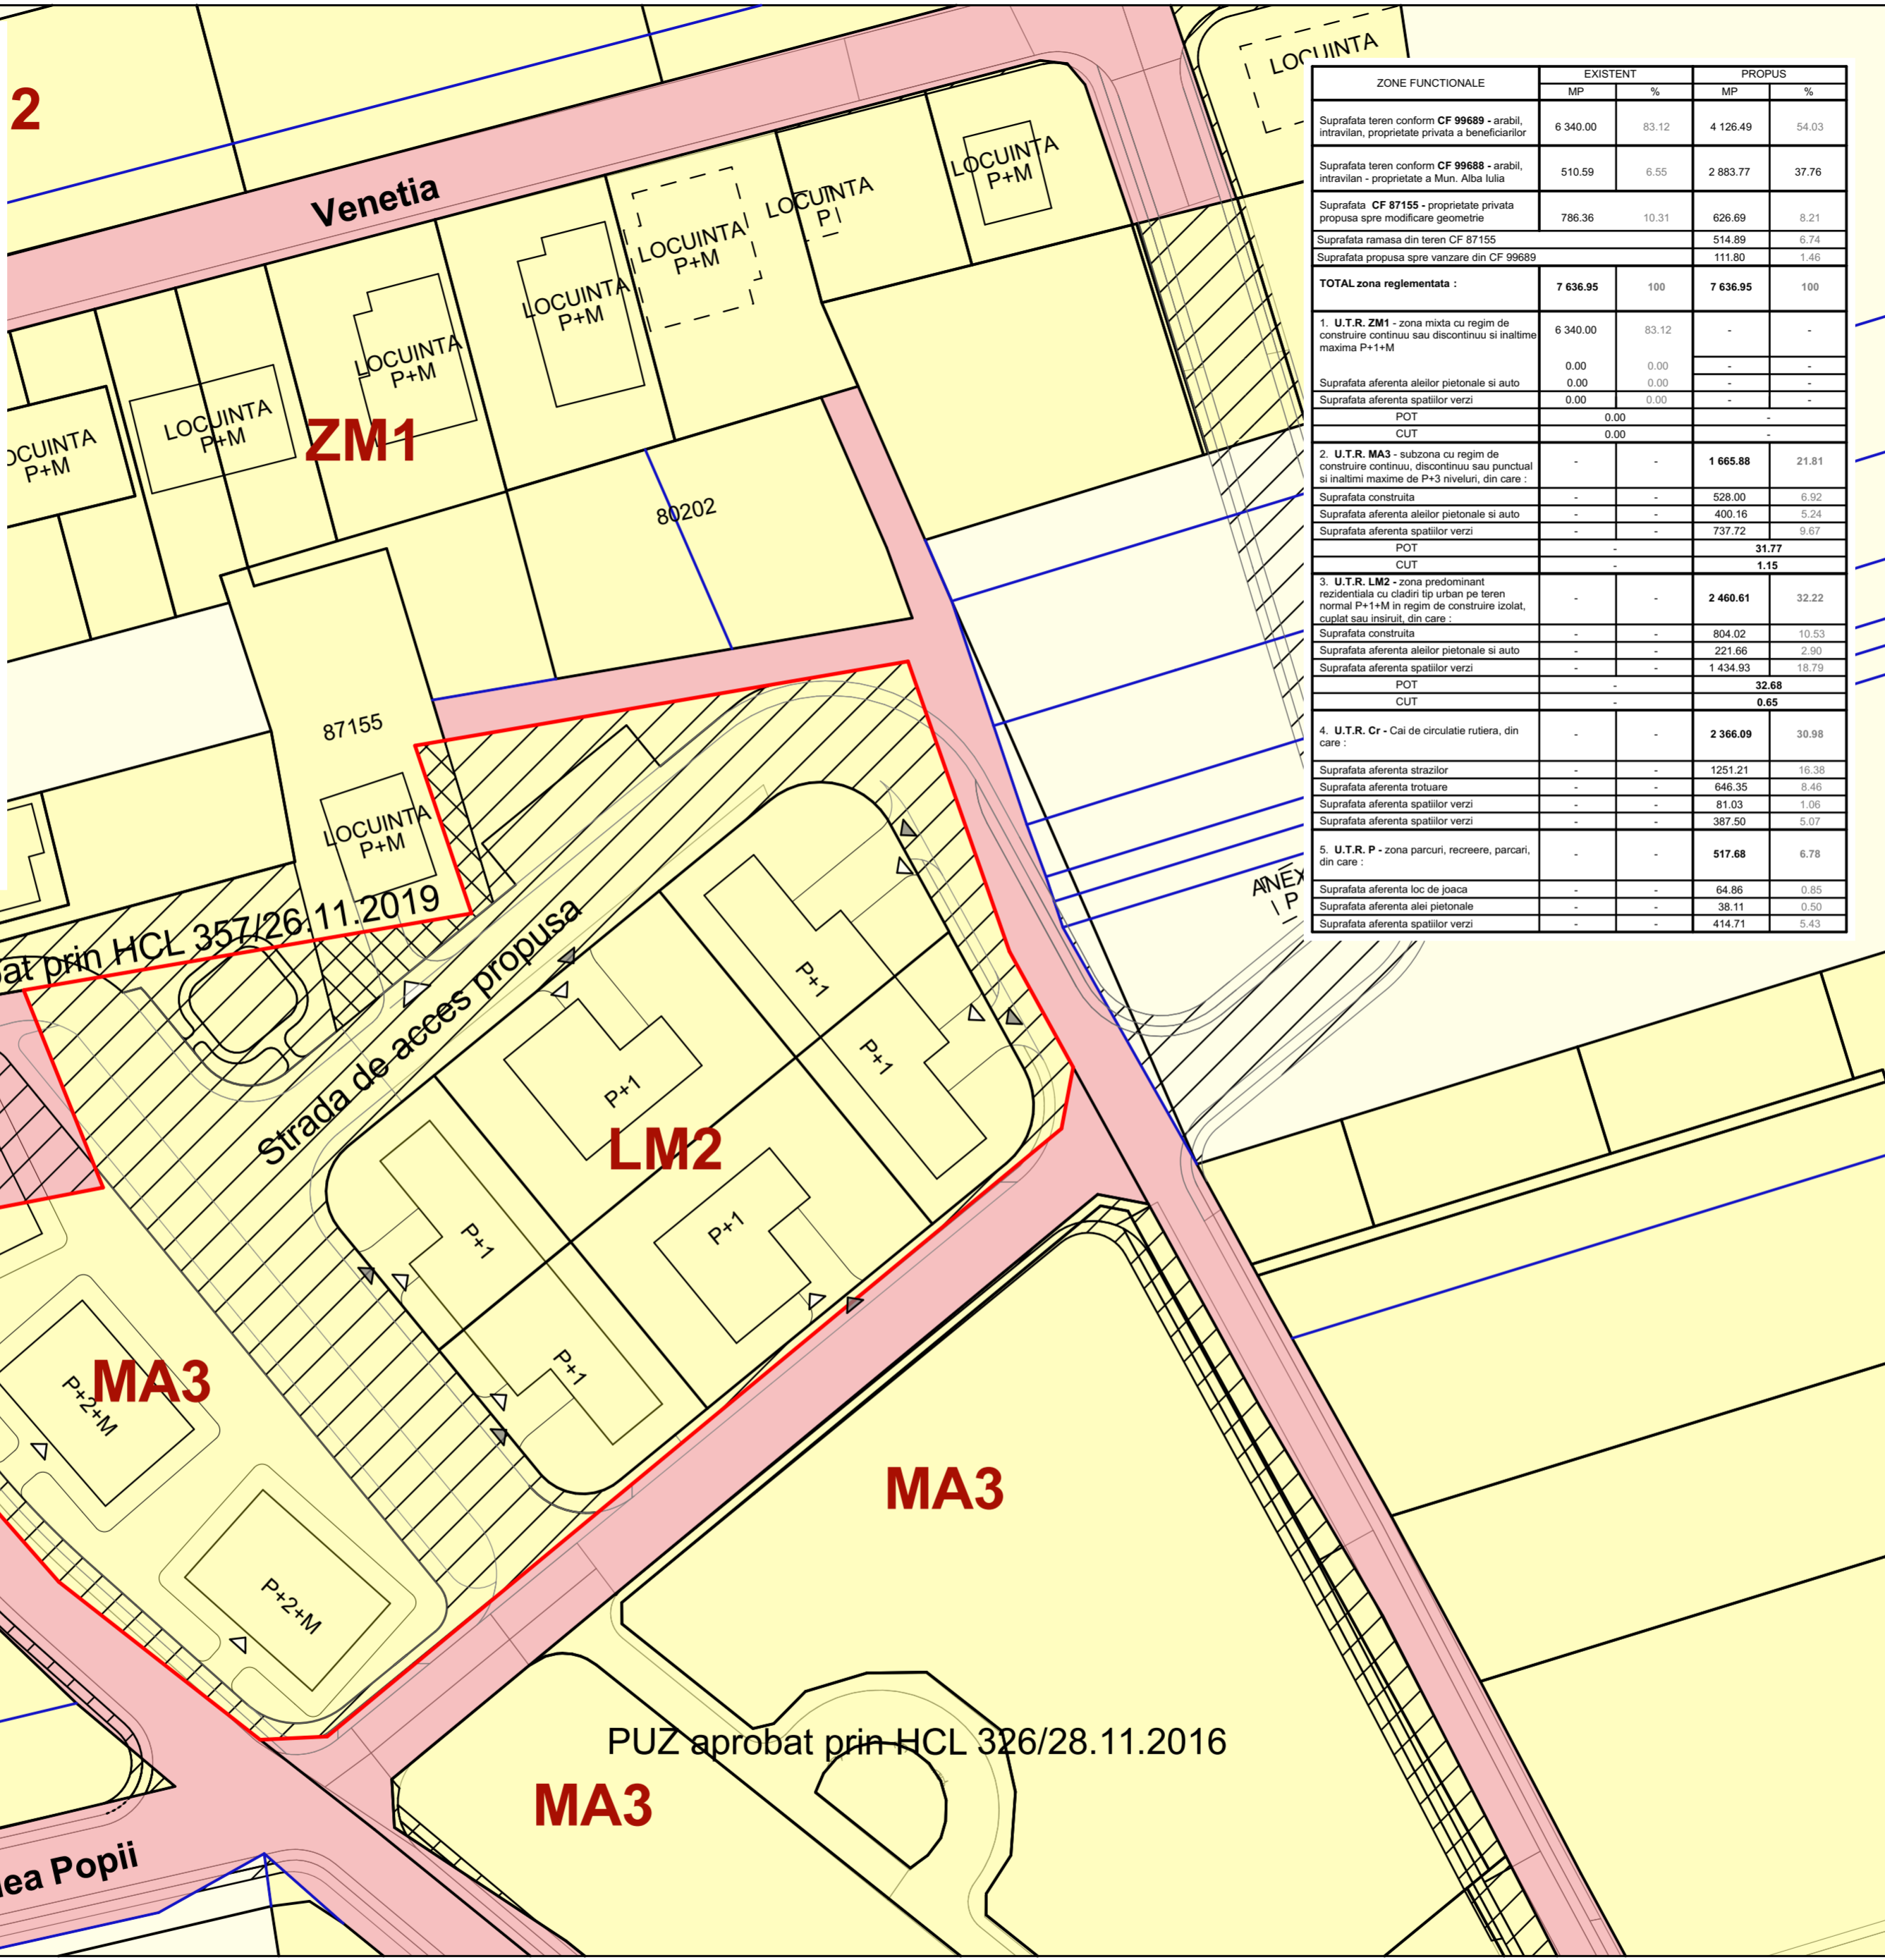 2
Venetia
LOCUINTA
LOCUINTA
P+M
LOCUINTA
P
LOCUINTA
P+M
LOCUINTA
P+M
LOCUINTA
P+M
LOCUINTA
P+M
OCUINTA
P+M
ZM1
80202
87155
LOCUINTA
P+M
at prin HCL 357/26.11.2019
Strada de acces propusa
P+1
P+1
P+1
LM2
P+1
P+1
P+1
MA3
P+2+M
P+2+M
MA3
PUZ aprobat prin HCL 326/28.11.2016
MA3
ea Popii
ANEX
P
ZONE FUNCTIONALE EXISTENT PROPUS
MP % MP %
Suprafata teren conform CF 99689 - arabil,
intravilan, proprietate privata a beneficiarilor 6 340.00 83.12 4 126.49 54.03
Suprafata teren conform CF 99688 - arabil,
intravilan - proprietate a Mun. Alba Iulia 510.59 6.55 2 883.77 37.76
Suprafata CF 87155 - proprietate privata
propusa spre modificare geometrie 786.36 10.31 626.69 8.21
Suprafata ramasa din teren CF 87155 514.89 6.74
Suprafata propusa spre vanzare din CF 99689 111.80 1.46
TOTAL zona reglementata : 7 636.95 100 7 636.95 100
1. U.T.R. ZM1 - zona mixta cu regim de
construire continuu sau discontinuu si inaltime
maxima P+1+M 6 340.00 83.12 - -
0.00 0.00 - -
Suprafata aferenta aleilor pietonale si auto 0.00 0.00 - -
Suprafata aferenta spatiilor verzi 0.00 0.00 - -
POT 0.00 -
CUT 0.00 -
2. U.T.R. MA3 - subzona cu regim de
construire continuu, discontinuu sau punctual
si inaltimi maxime de P+3 niveluri, din care : - - 1 665.88 21.81
Suprafata construita - - 528.00 6.92
Suprafata aferenta aleilor pietonale si auto - - 400.16 5.24
Suprafata aferenta spatiilor verzi - - 737.72 9.67
POT - 31.77
CUT - 1.15
3. U.T.R. LM2 - zona predominant
rezidentiala cu cladiri tip urban pe teren
normal P+1+M in regim de construire izolat,
cuplat sau insiruit, din care : - - 2 460.61 32.22
Suprafata construita - - 804.02 10.53
Suprafata aferenta aleilor pietonale si auto - - 221.66 2.90
Suprafata aferenta spatiilor verzi - - 1 434.93 18.79
POT - 32.68
CUT - 0.65
4. U.T.R. Cr - Cai de circulatie rutiera, din
care : - - 2 366.09 30.98
Suprafata aferenta strazilor - - 1251.21 16.38
Suprafata aferenta trotuare - - 646.35 8.46
Suprafata aferenta spatiilor verzi - - 81.03 1.06
Suprafata aferenta spatiilor verzi - - 387.50 5.07
5. U.T.R. P - zona parcuri, recreere, parcari,
din care : - - 517.68 6.78
Suprafata aferenta loc de joaca - - 64.86 0.85
Suprafata aferenta alei pietonale - - 38.11 0.50
Suprafata aferenta spatiilor verzi - - 414.71 5.43